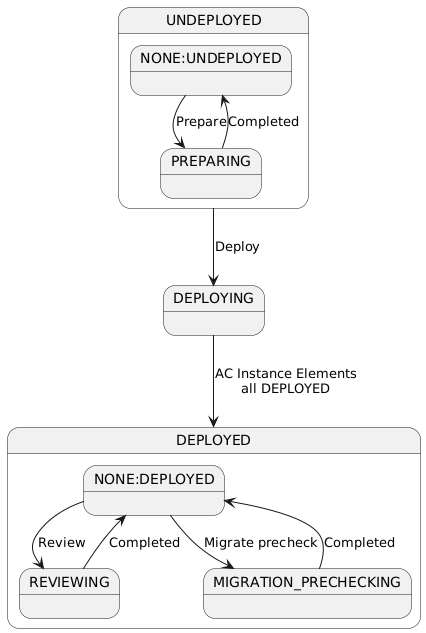 UNDEPLOYED
NONE:UNDEPLOYED
Prepare
Completed
PREPARING
Deploy
DEPLOYING
AC Instance Elements
all DEPLOYED
DEPLOYED
NONE:DEPLOYED
Review
Completed
Migrate precheck
Completed
REVIEWING
MIGRATION_PRECHECKING